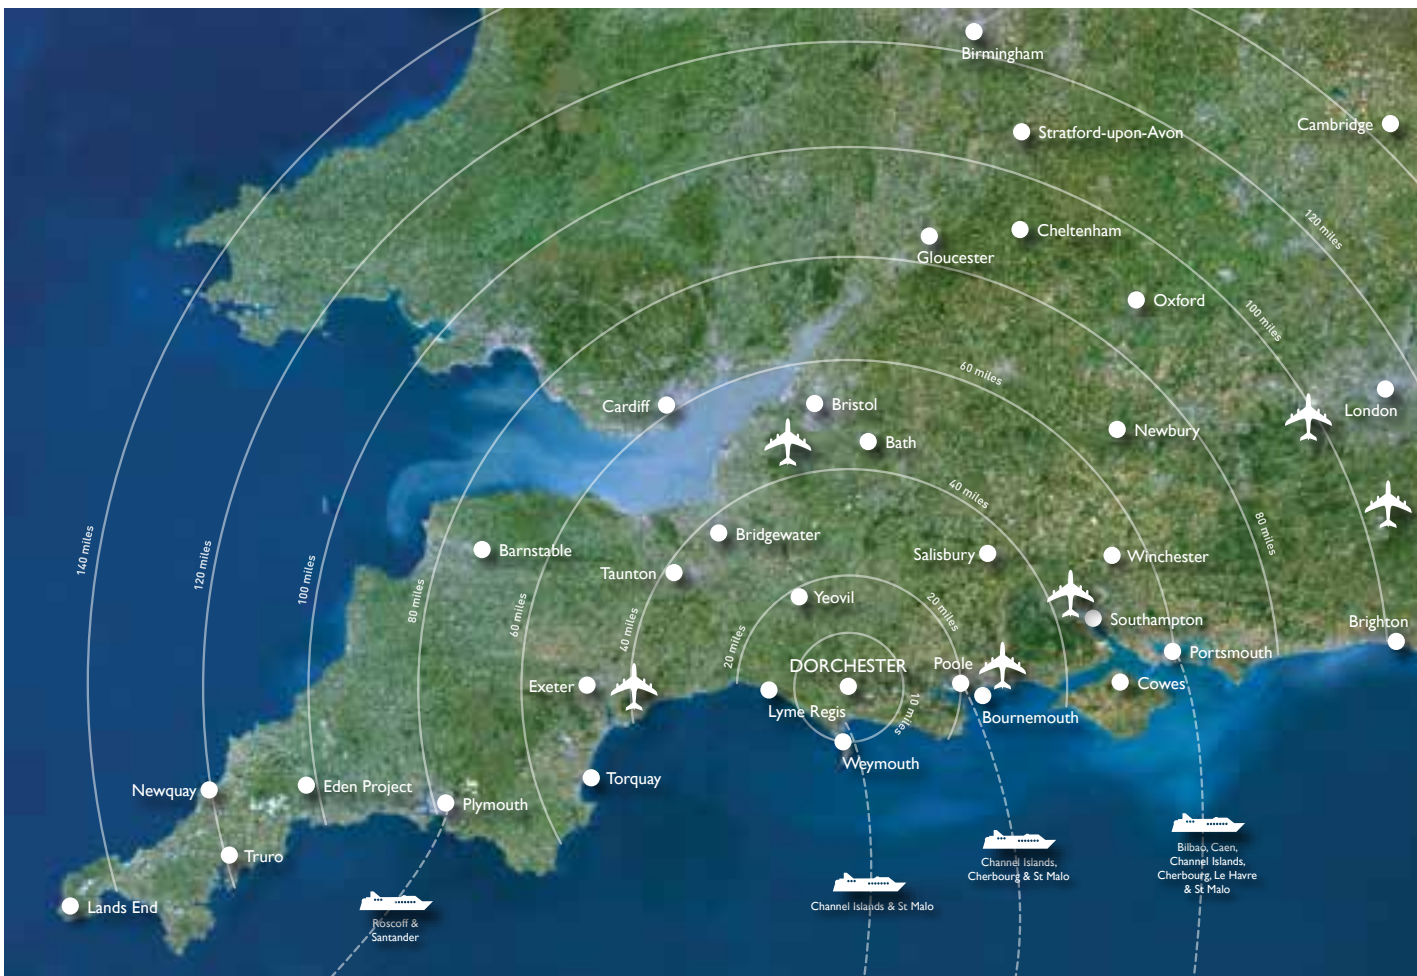 Birmingham
Stratford-upon-Avon
Cambridge
120 miles
Cheltenham
Gloucester
Oxford
100 miles
60 miles
Cardiff
Bristol
London
Newbury
Bath
40 miles
80 miles
Bridgewater
Barnstable
Salisbury
Winchester
Taunton
140 miles
120 miles
100 miles
80 miles
60 miles
40 miles
20 miles
Yeovil
20 miles
Southampton
Brighton
Portsmouth
DORCHESTER
Poole
Exeter
Cowes
Lyme Regis
10 miles
Bournemouth
Weymouth
Torquay
Newquay
Eden Project
Plymouth
Truro
Lands End
Roscoff &
Santander
Channel Islands & St Malo
Channel Islands,
Cherbourg & St Malo
Bilbao, Caen,
Channel Islands,
Cherbourg, Le Havre
& St Malo